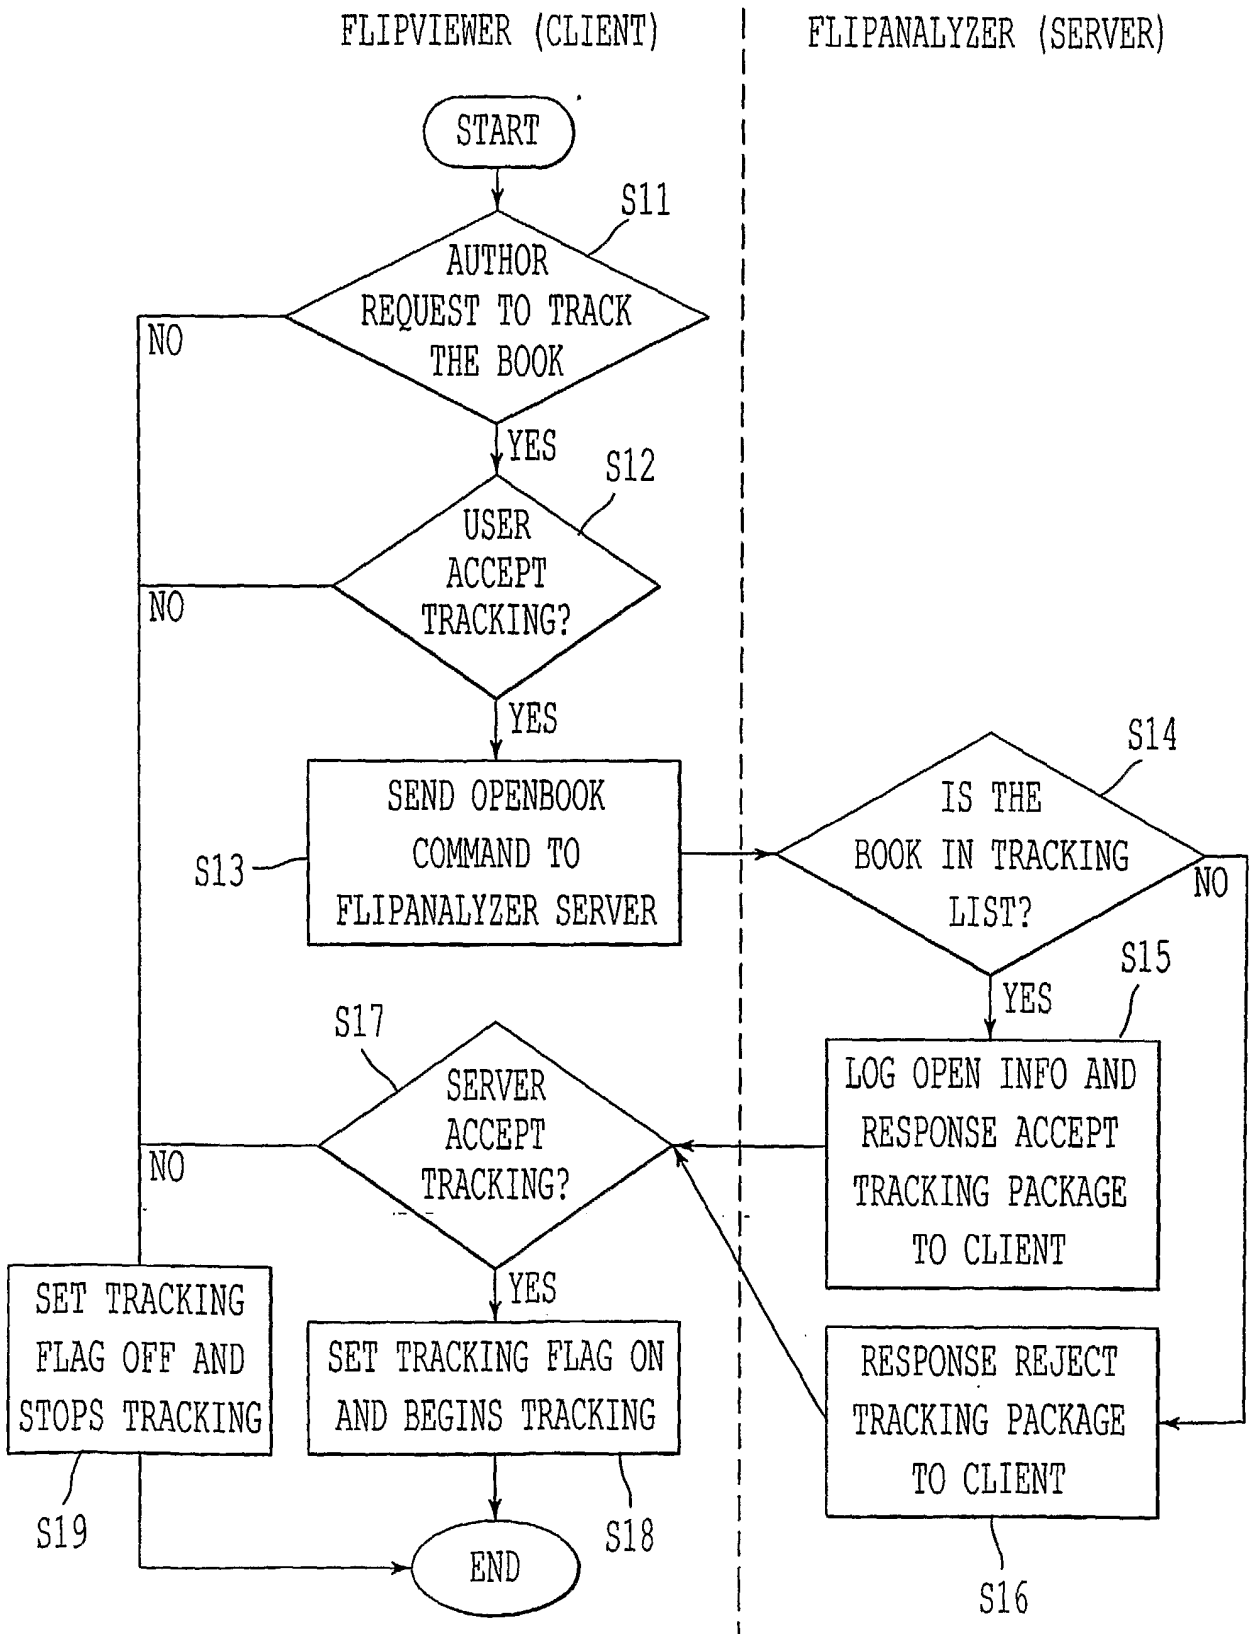 FLIPVIEWER (CLIENT)
FLIPANALYZER (SERVER)
START
S11
AUTHOR
REQUEST TO TRACK
THE BOOK
NO
YES
S12
USER
ACCEPT
TRACKING?
NO
YES
S13
SEND OPENBOOK
COMMAND TO
FLIPANALYZER SERVER
S14
IS THE
BOOK IN TRACKING
LIST?
NO
YES
S15
LOG OPEN INFO AND
RESPONSE ACCEPT
TRACKING PACKAGE
TO CLIENT
S17
SERVER
ACCEPT
TRACKING?
NO
YES
SET TRACKING
FLAG OFF AND
STOPS TRACKING
S19
SET TRACKING FLAG ON
AND BEGINS TRACKING
S18
RESPONSE REJECT
TRACKING PACKAGE
TO CLIENT
S16
END